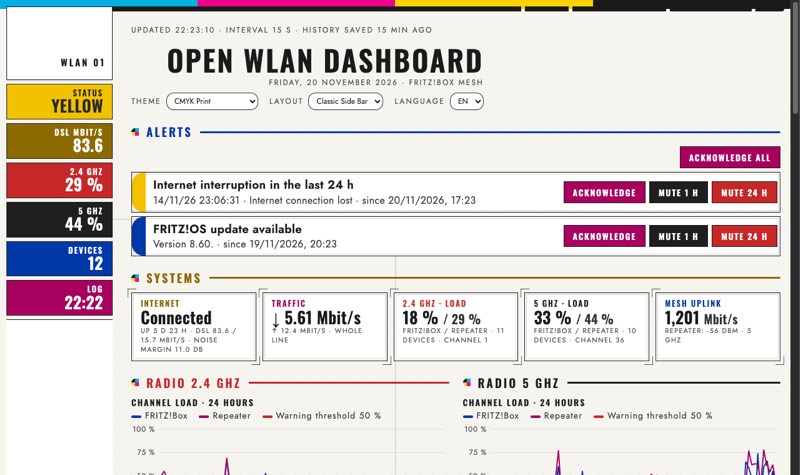 WLAN 01
STATUS
YELLOW
DSL MBIT/S
83.6
2.4 GHZ
29 %
5 GHZ
44 %
DEVICES
12
LOG
22:22
UPDATED 22:23:10 · INTERVAL 15 S · HISTORY SAVED 15 MIN AGO
OPEN WLAN DASHBOARD
FRIDAY, 20 NOVEMBER 2026 · FRITZ!BOX MESH
THEME CMYK Print LAYOUT Classic Side Bar LANGUAGE EN
ALERTS
ACKNOWLEDGE ALL
Internet interruption in the last 24 h
14/11/26 23:06:31 · Internet connection lost · since 20/11/2026, 17:23
ACKNOWLEDGE MUTE 1 H MUTE 24 H
FRITZ!OS update available
Version 8.60. · since 19/11/2026, 20:23
ACKNOWLEDGE MUTE 1 H MUTE 24 H
SYSTEMS
INTERNET
Connected
UP 5 D 23 H · DSL 83.6 /
15.7 MBIT/S · NOISE
MARGIN 11.0 DB
TRAFFIC
↓ 5.61 Mbit/s
↑ 12.4 MBIT/S · WHOLE
LINE
2.4 GHZ · LOAD
18 % / 29 %
FRITZ!BOX / REPEATER · 11
DEVICES · CHANNEL 1
5 GHZ · LOAD
33 % / 44 %
FRITZ!BOX / REPEATER · 10
DEVICES · CHANNEL 36
MESH UPLINK
1,201 Mbit/s
REPEATER: -56 DBM · 5
GHZ
RADIO 2.4 GHZ
CHANNEL LOAD · 24 HOURS
FRITZ!Box Repeater Warning threshold 50 %
100 %
75 %
RADIO 5 GHZ
CHANNEL LOAD · 24 HOURS
FRITZ!Box Repeater Warning threshold 50 %
100 %
75 %